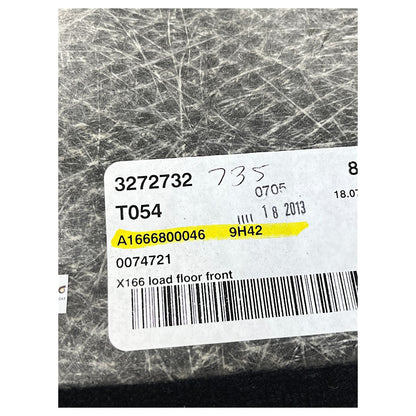 3272732 735 8
0705
T054 18 2013 18.07
A1666800046 9H42
0074721
X166 load floor front